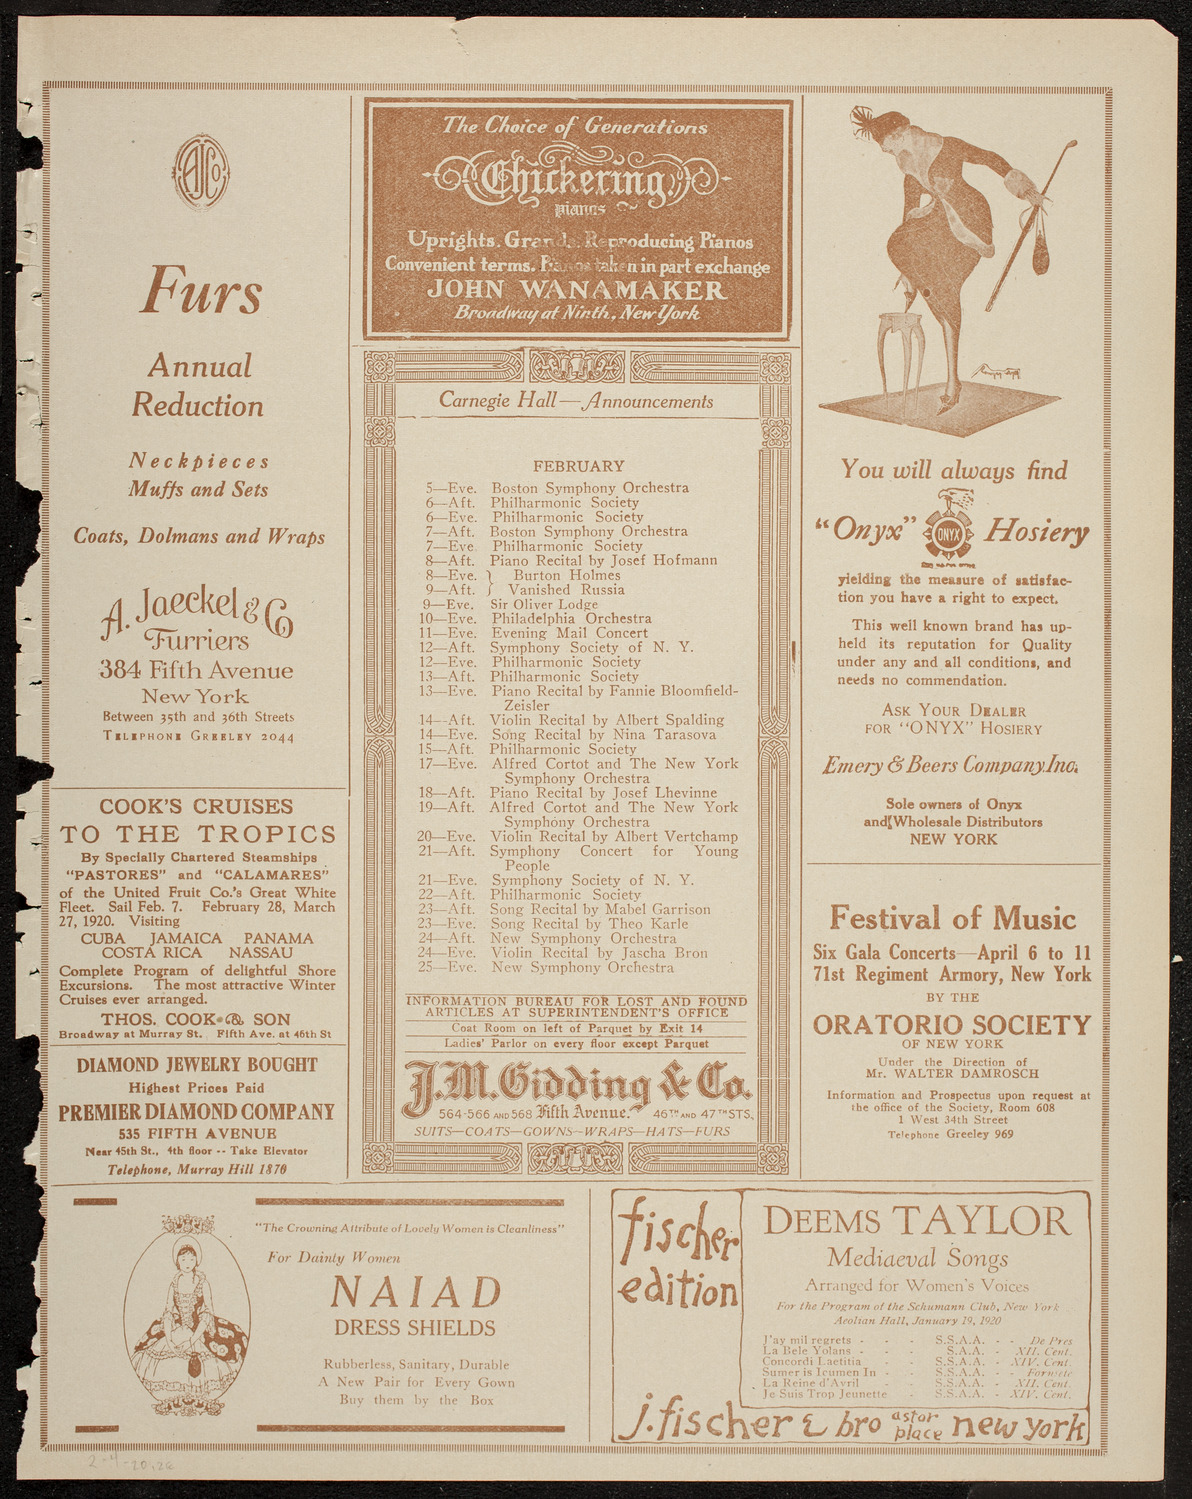 AJCo
Furs
Annual
Reduction
Neckpieces
Muffs and Sets
Coats, Dolmans and Wraps
A. Jaeckel & Co
Furriers
384 Fifth Avenue
New York
Between 35th and 36th Streets
TELEPHONE GREELEY 2044
COOK'S CRUISES
TO THE TROPICS
By Specially Chartered Steamships
"PASTORES" and "CALAMARES"
of the United Fruit Co.'s Great White
Fleet. Sail Feb. 7. February 28, March
27, 1920. Visiting
CUBA JAMAICA PANAMA
COSTA RICA NASSAU
Complete Program of delightful Shore
Excursions. The most attractive Winter
Cruises ever arranged.
THOS. COOK & SON
Broadway at Murray St. Fifth Ave. at 46th St
DIAMOND JEWELRY BOUGHT
Highest Prices Paid
PREMIER DIAMOND COMPANY
535 FIFTH AVENUE
Near 45th St., 4th floor -- Take Elevator
Telephone, Murray Hill 1876
The Choice of Generations
Chickering
pianos
Uprights. Grands. Reproducing Pianos
Convenient terms. Pianos taken in part exchange
JOHN WANAMAKER
Broadway at Ninth, New York
Carnegie Hall—Announcements
FEBRUARY
5—Eve. Boston Symphony Orchestra
6—Aft. Philharmonic Society
6—Eve. Philharmonic Society
7—Aft. Boston Symphony Orchestra
7—Eve Philharmonic Society
8—Aft. Piano Recital by Josef Hofmann
8—Eve. } Burton Holmes
9—Aft. } Vanished Russia
9—Eve. Sir Oliver Lodge
10—Eve. Philadelphia Orchestra
11—Eve. Evening Mail Concert
12—Aft. Symphony Society of N. Y.
12—Eve. Philharmonic Society
13—Aft. Philharmonic Society
13—Eve. Piano Recital by Fannie Bloomfield-
Zeisler
14—Aft. Violin Recital by Albert Spalding
14—Eve. Song Recital by Nina Tarasova
15—Aft. Philharmonic Society
17—Eve. Alfred Cortot and The New York
Symphony Orchestra
18—Aft. Piano Recital by Josef Lhevinne
19—Aft. Alfred Cortot and The New York
Symphony Orchestra
20—Eve. Violin Recital by Albert Vertchamp
21—Aft. Symphony Concert for Young
People
21—Eve. Symphony Society of N. Y.
22—Aft. Philharmonic Society
23—Aft. Song Recital by Mabel Garrison
23—Eve. Song Recital by Theo Karle
24—Aft. New Symphony Orchestra
24—Eve. Violin Recital by Jascha Bron
25—Eve. New Symphony Orchestra
INFORMATION BUREAU FOR LOST AND FOUND
ARTICLES AT SUPERINTENDENT'S OFFICE
Coat Room on left of Parquet by Exit 14
Ladies' Parlor on every floor except Parquet
J.M. Gidding & Co.
564-566 AND 568 Fifth Avenue. 46TH AND 47TH STS.
SUITS—COATS—GOWNS—WRAPS—HATS—FURS
You will always find
"Onyx" ONYX Hosiery
yielding the measure of satisfac-
tion you have a right to expect.
This well known brand has up-
held its reputation for Quality
under any and all conditions, and
needs no commendation.
ASK YOUR DEALER
FOR "ONYX" HOSIERY
Emery & Beers Company. Inc.
Sole owners of Onyx
and Wholesale Distributors
NEW YORK
Festival of Music
Six Gala Concerts—April 6 to 11
71st Regiment Armory, New York
BY THE
ORATORIO SOCIETY
OF NEW YORK
Under the Direction of
Mr. WALTER DAMROSCH
Information and Prospectus upon request at
the office of the Society, Room 608
1 West 34th Street
Telephone Greeley 969
"The Crowning Attribute of Lovely Women is Cleanliness"
For Dainty Women
NAIAD
DRESS SHIELDS
Rubberless, Sanitary, Durable
A New Pair for Every Gown
Buy them by the Box
fischer
edition
DEEMS TAYLOR
Mediaeval Songs
Arranged for Women's Voices
For the Program of the Schumann Club, New York
Aeolian Hall, January 19, 1920
J'ay mil regrets - - - S.S.A.A. - - De Pres
La Bele Yolans - - - S.A.A. - XII. Cent.
Concordi Laetitia - - S.S.A.A. - XIV. Cent.
Sumer is Icumen In - - S.S.A.A. - -
La Reine d'Avril - - S.S.A.A. - XII. Cent.
Je Suis Trop Jeunette - - S.S.A.A. - XIV. Cent.
j. fischer & bro astor place new york
2-4-20,2E